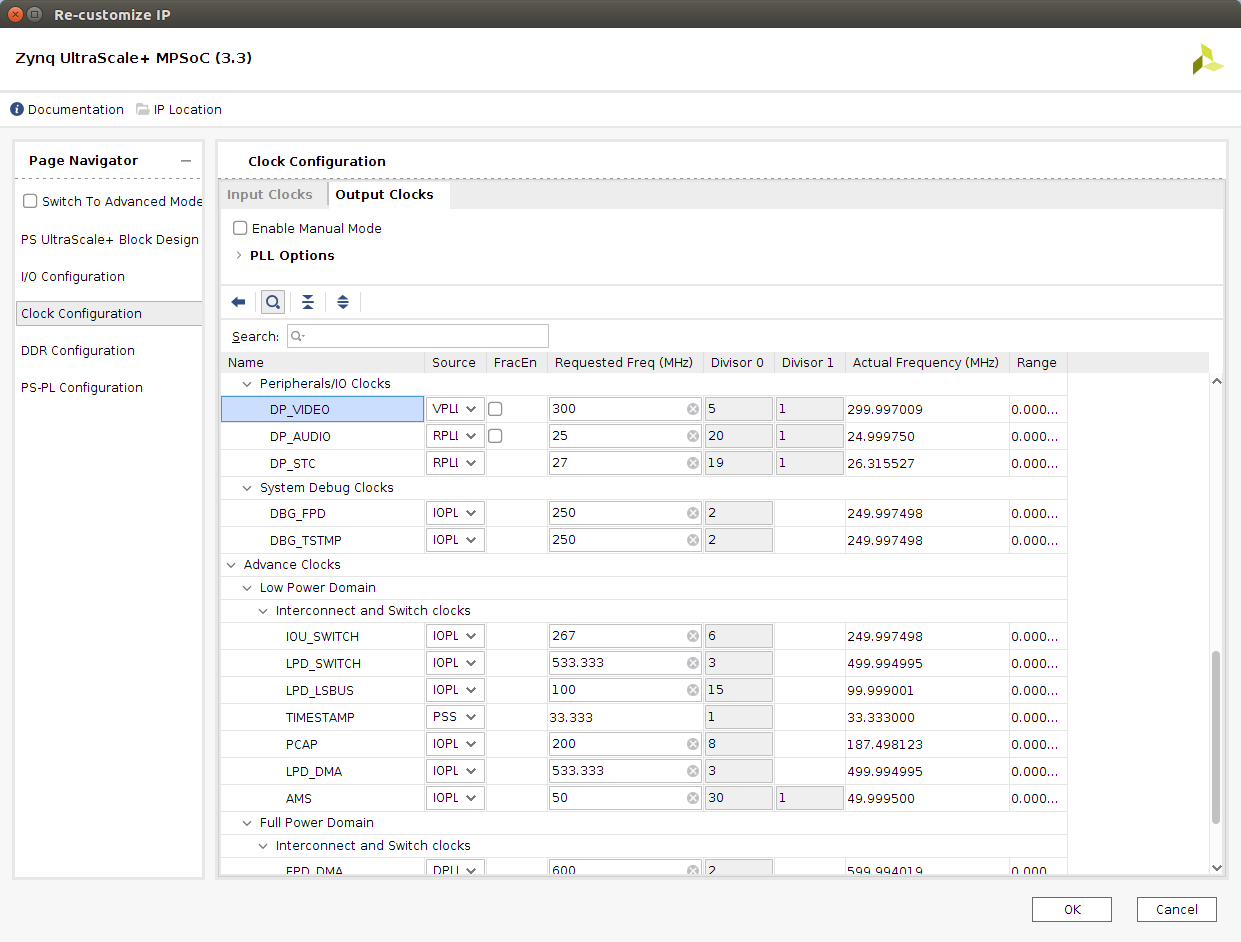 Re-customize IP
Zynq UltraScale+ MPSoC (3.3)
Documentation IP Location
Page Navigator
Switch To Advanced Mode
PS UltraScale+ Block Design
I/O Configuration
Clock Configuration
DDR Configuration
PS-PL Configuration
Clock Configuration
Input Clocks Output Clocks
Enable Manual Mode
PLL Options
Search:
Name Source FracEn Requested Freq (MHz) Divisor 0 Divisor 1 Actual Frequency (MHz) Range
Peripherals/IO Clocks
DP_VIDEO VPLL 300 5 1 299.997009 0.000...
DP_AUDIO RPLL 25 20 1 24.999750 0.000...
DP_STC RPLL 27 19 1 26.315527 0.000...
System Debug Clocks
DBG_FPD IOPL 250 2 249.997498 0.000...
DBG_TSTMP IOPL 250 2 249.997498 0.000...
Advance Clocks
Low Power Domain
Interconnect and Switch clocks
IOU_SWITCH IOPL 267 6 249.997498 0.000...
LPD_SWITCH IOPL 533.333 3 499.994995 0.000...
LPD_LSBUS IOPL 100 15 99.999001 0.000...
TIMESTAMP PSS 33.333 1 33.333000 0.000...
PCAP IOPL 200 8 187.498123 0.000...
LPD_DMA IOPL 533.333 3 499.994995 0.000...
AMS IOPL 50 30 1 49.999500 0.000...
Full Power Domain
Interconnect and Switch clocks
FPD_DMA DPLL 600 2 599.994019 0.000
OK Cancel